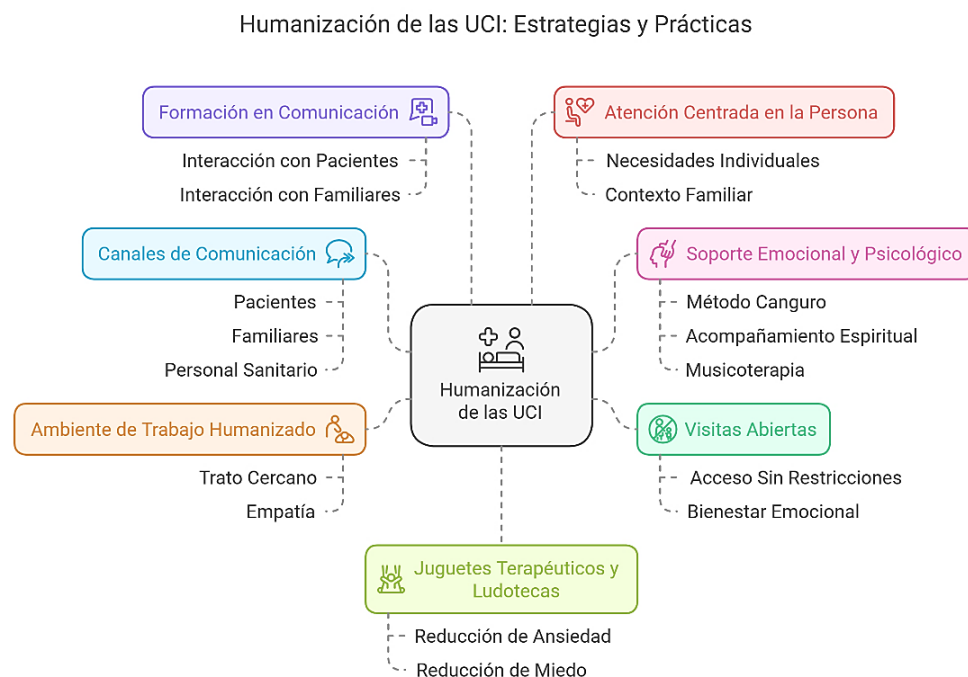 Humanización de las UCI: Estrategias y Prácticas
Formación en Comunicación
Interacción con Pacientes
Interacción con Familiares
Atención Centrada en la Persona
Necesidades Individuales
Contexto Familiar
Canales de Comunicación
Pacientes
Familiares
Personal Sanitario
Soporte Emocional y Psicológico
Método Canguro
Acompañamiento Espiritual
Musicoterapia
Humanización
de las UCI
Ambiente de Trabajo Humanizado
Trato Cercano
Empatía
Visitas Abiertas
Acceso Sin Restricciones
Bienestar Emocional
Juguetes Terapéuticos y
Ludotecas
Reducción de Ansiedad
Reducción de Miedo